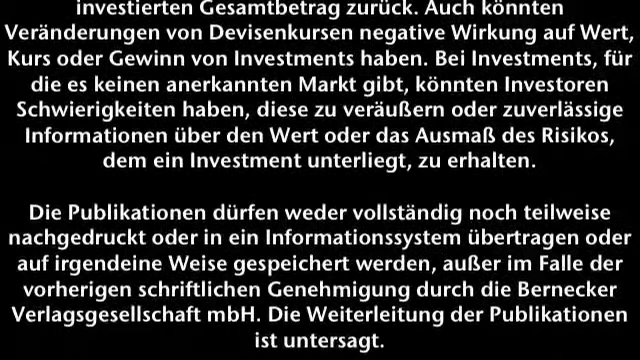 investierten Gesamtbetrag zurück. Auch könnten
Veränderungen von Devisenkursen negative Wirkung auf Wert,
Kurs oder Gewinn von Investments haben. Bei Investments, für
die es keinen anerkannten Markt gibt, könnten Investoren
Schwierigkeiten haben, diese zu veräußern oder zuverlässige
Informationen über den Wert oder das Ausmaß des Risikos,
dem ein Investment unterliegt, zu erhalten.
Die Publikationen dürfen weder vollständig noch teilweise
nachgedruckt oder in ein Informationssystem übertragen oder
auf irgendeine Weise gespeichert werden, außer im Falle der
vorherigen schriftlichen Genehmigung durch die Bernecker
Verlagsgesellschaft mbH. Die Weiterleitung der Publikationen
ist untersagt.